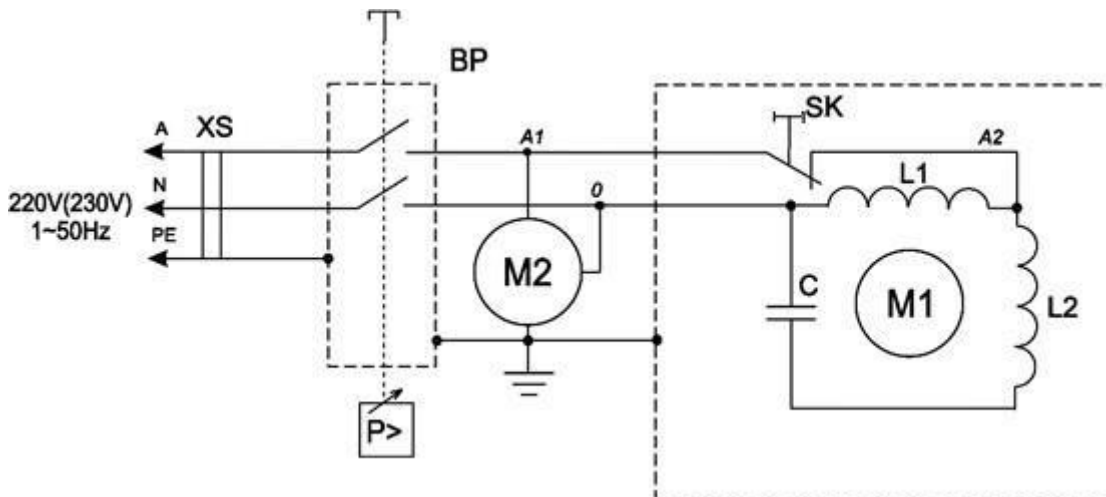 BP
SK
A XS
A1
A2
N
0
L1
220V(230V)
1~50Hz
PE
M2
C
M1
L2
P>